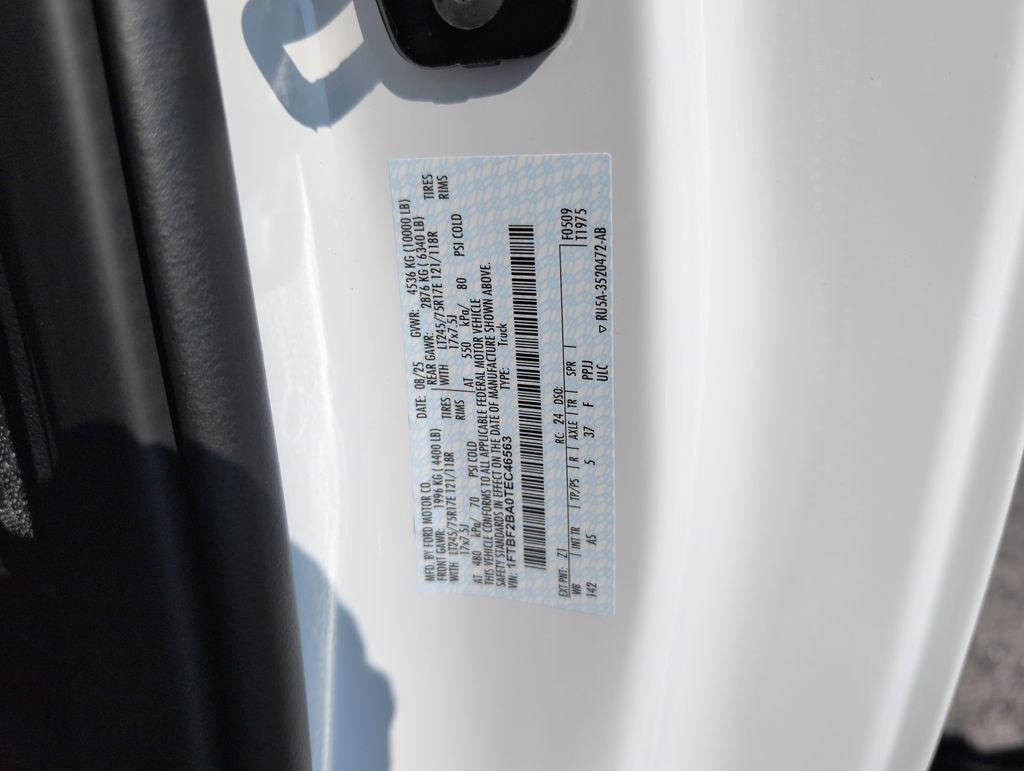 MFD. BY FORD MOTOR CO. DATE: 08/25 GVWR: 4536 KG (10000 LB)
FRONT GAWR: 1996 KG ( 4400 LB) REAR GAWR: 2876 KG ( 6340 LB)
WITH LT245/75R17E 121/118R TIRES WITH LT245/75R17E 121/118R TIRES
17x7.5J RIMS 17x7.5J RIMS
AT 480 kPa/ 70 PSI COLD AT 550 kPa/ 80 PSI COLD
THIS VEHICLE CONFORMS TO ALL APPLICABLE FEDERAL MOTOR VEHICLE
SAFETY STANDARDS IN EFFECT ON THE DATE OF MANUFACTURE SHOWN ABOVE.
VIN: 1FTBF2BA0TEC46563 TYPE: Truck
EXT PNT: Z1 RC: 24 DSO: F0509
WB INT TR TP/PS R AXLE TR SPR T1975
142 AS 5 37 F PPJJ
ULC ▽ RU5A-3520472-AB